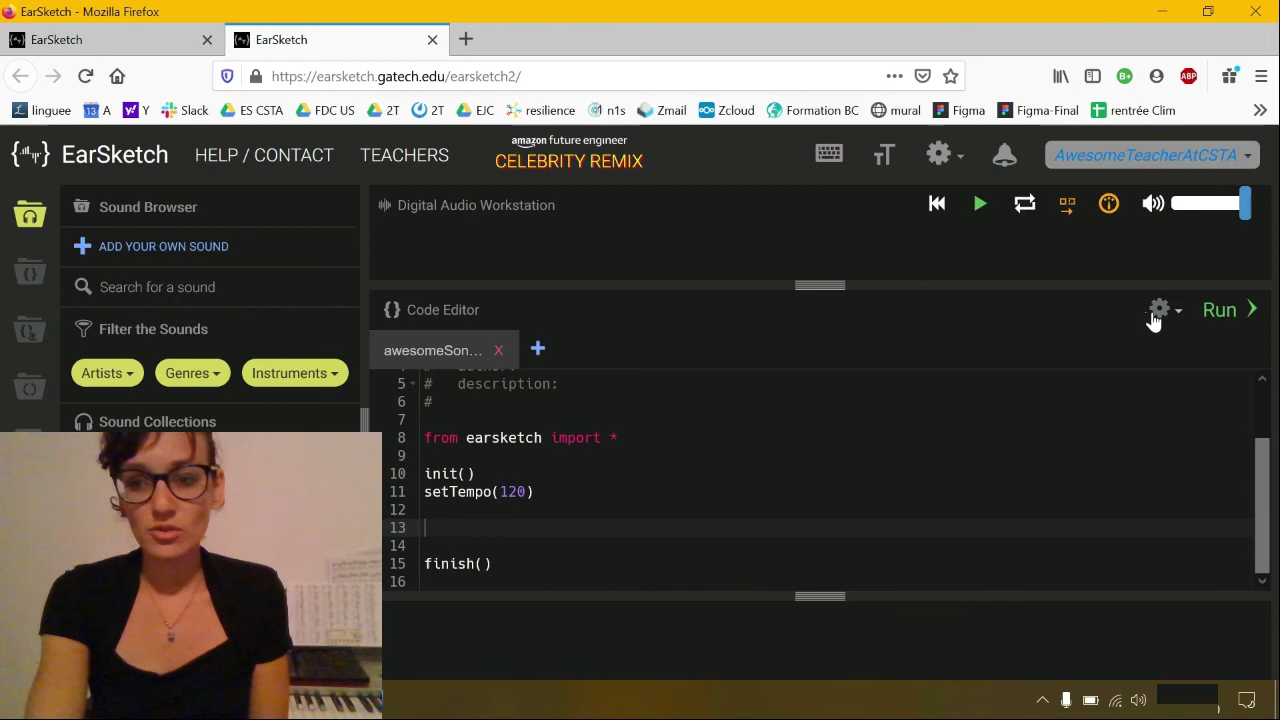 EarSketch - Mozilla Firefox
EarSketch
EarSketch
https://earsketch.gatech.edu/earsketch2/
linguee 13 A Y Slack ES CSTA FDC US 2T 2T EJC resilience n1s Zmail Zcloud Formation BC mural Figma Figma-Final rentrée Clim
EarSketch HELP / CONTACT TEACHERS
amazon future engineer
CELEBRITY REMIX
AwesomeTeacherAtCSTA
Sound Browser
ADD YOUR OWN SOUND
Search for a sound
Filter the Sounds
Artists Genres Instruments
Sound Collections
Digital Audio Workstation
{} Code Editor
Run
awesomeSon... X
5 # description:
6 #
7
8 from earsketch import *
9
10 init()
11 setTempo(120)
12
13
14
15 finish()
16